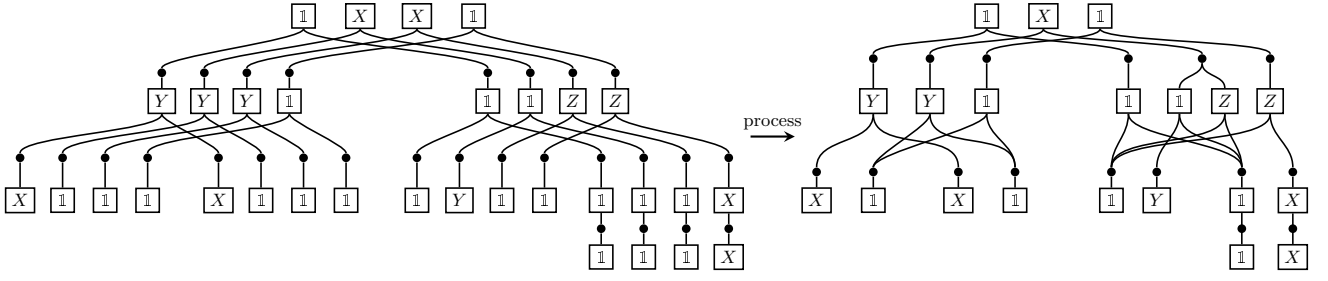 𝟙 X X 𝟙 𝟙 X 𝟙
process
Y Y Y 𝟙 𝟙 𝟙 Z Z Y Y 𝟙 𝟙 𝟙 Z Z
X 𝟙 𝟙 𝟙 X 𝟙 𝟙 𝟙 𝟙 Y 𝟙 𝟙 𝟙 𝟙 𝟙 X X 𝟙 X 𝟙 𝟙 Y 𝟙 X
𝟙 𝟙 𝟙 X 𝟙 X